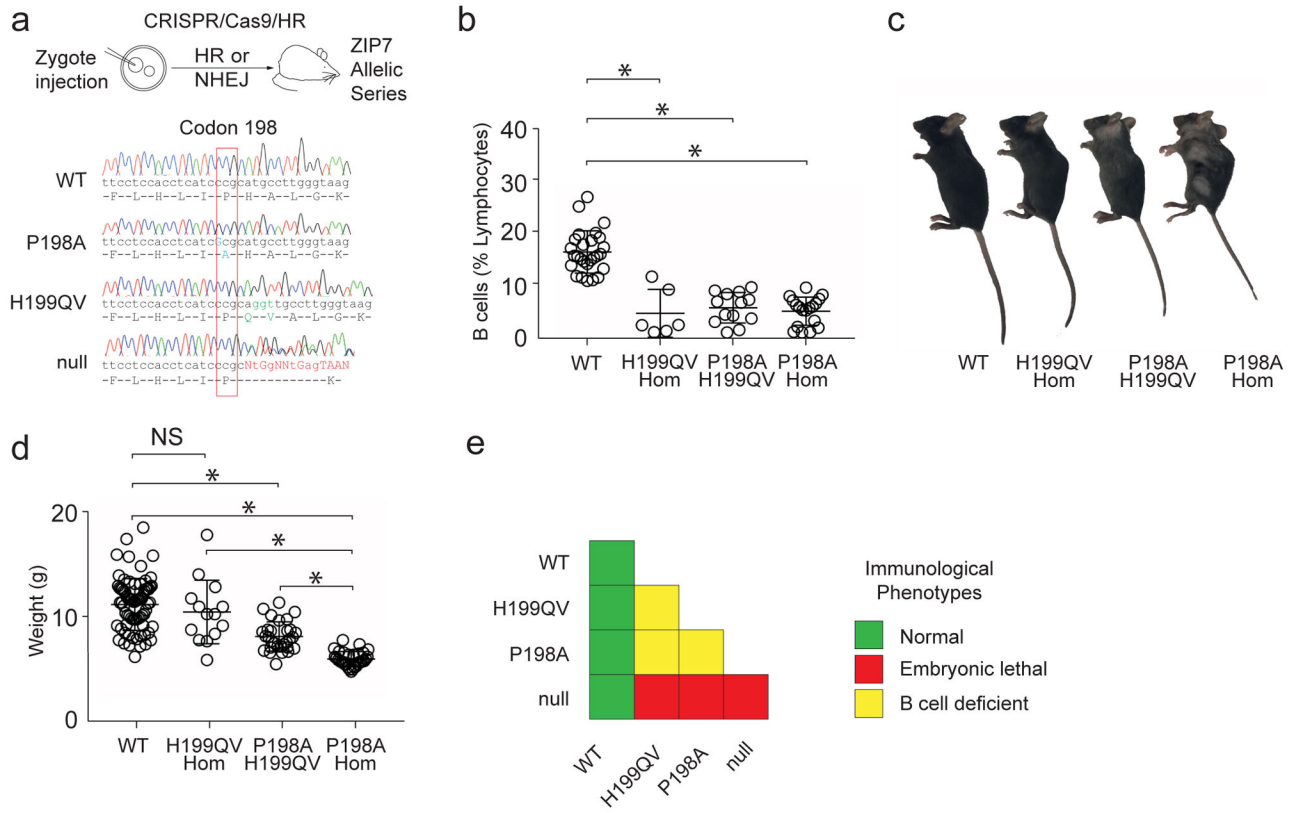 a
CRISPR/Cas9/HR
Zygote
injection
HR or
NHEJ
ZIP7
Allelic
Series
Codon 198
WT
ttcctccacctcatcccgcatgccttgggtaag
-F--L--H--L--I--P--H--A--L--G--K-
P198A
ttcctccacctcatcGcgcatgccttgggtaag
-F--L--H--L--I--A--H--A--L--G--K-
H199QV
ttcctccacctcatcccgcaggttgccttgggtaag
-F--L--H--L--I--P--Q--V--A--L--G--K-
null
ttcctccacctcatcccgcNtGgNNtGagTAAN
-F--L--H--L--I--P--------------K-
b
*
*
*
B cells (% Lymphocytes)
40
30
20
10
0
WT
H199QV
Hom
P198A
H199QV
P198A
Hom
c
WT
H199QV
Hom
P198A
H199QV
P198A
Hom
d
NS
*
*
*
*
Weight (g)
20
10
0
WT
H199QV
Hom
P198A
H199QV
P198A
Hom
e
WT
H199QV
P198A
null
WT
H199QV
P198A
null
Immunological
Phenotypes
Normal
Embryonic lethal
B cell deficient